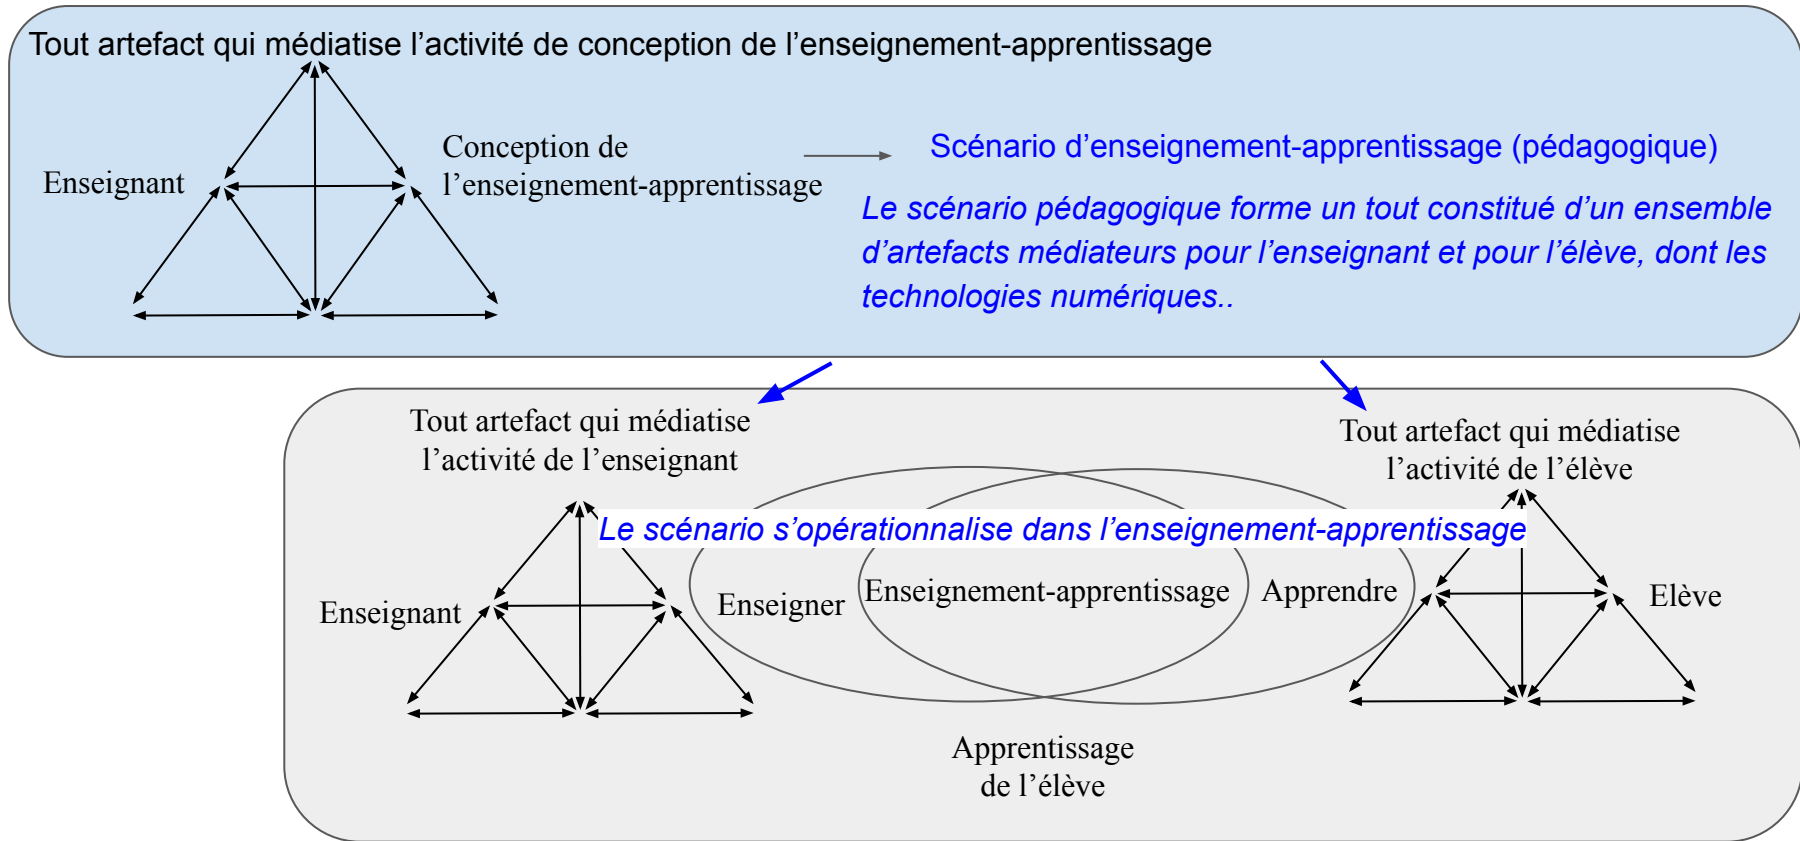 Tout artefact qui médiatise l’activité de conception de l’enseignement-apprentissage
Enseignant
Conception de
l’enseignement-apprentissage
Scénario d’enseignement-apprentissage (pédagogique)
Le scénario pédagogique forme un tout constitué d’un ensemble
d’artefacts médiateurs pour l’enseignant et pour l’élève, dont les
technologies numériques..
Tout artefact qui médiatise
l’activité de l’enseignant
Tout artefact qui médiatise
l’activité de l’élève
Le scénario s’opérationnalise dans l’enseignement-apprentissage
Enseignant
Enseigner
Enseignement-apprentissage
Apprendre
Elève
Apprentissage
de l’élève